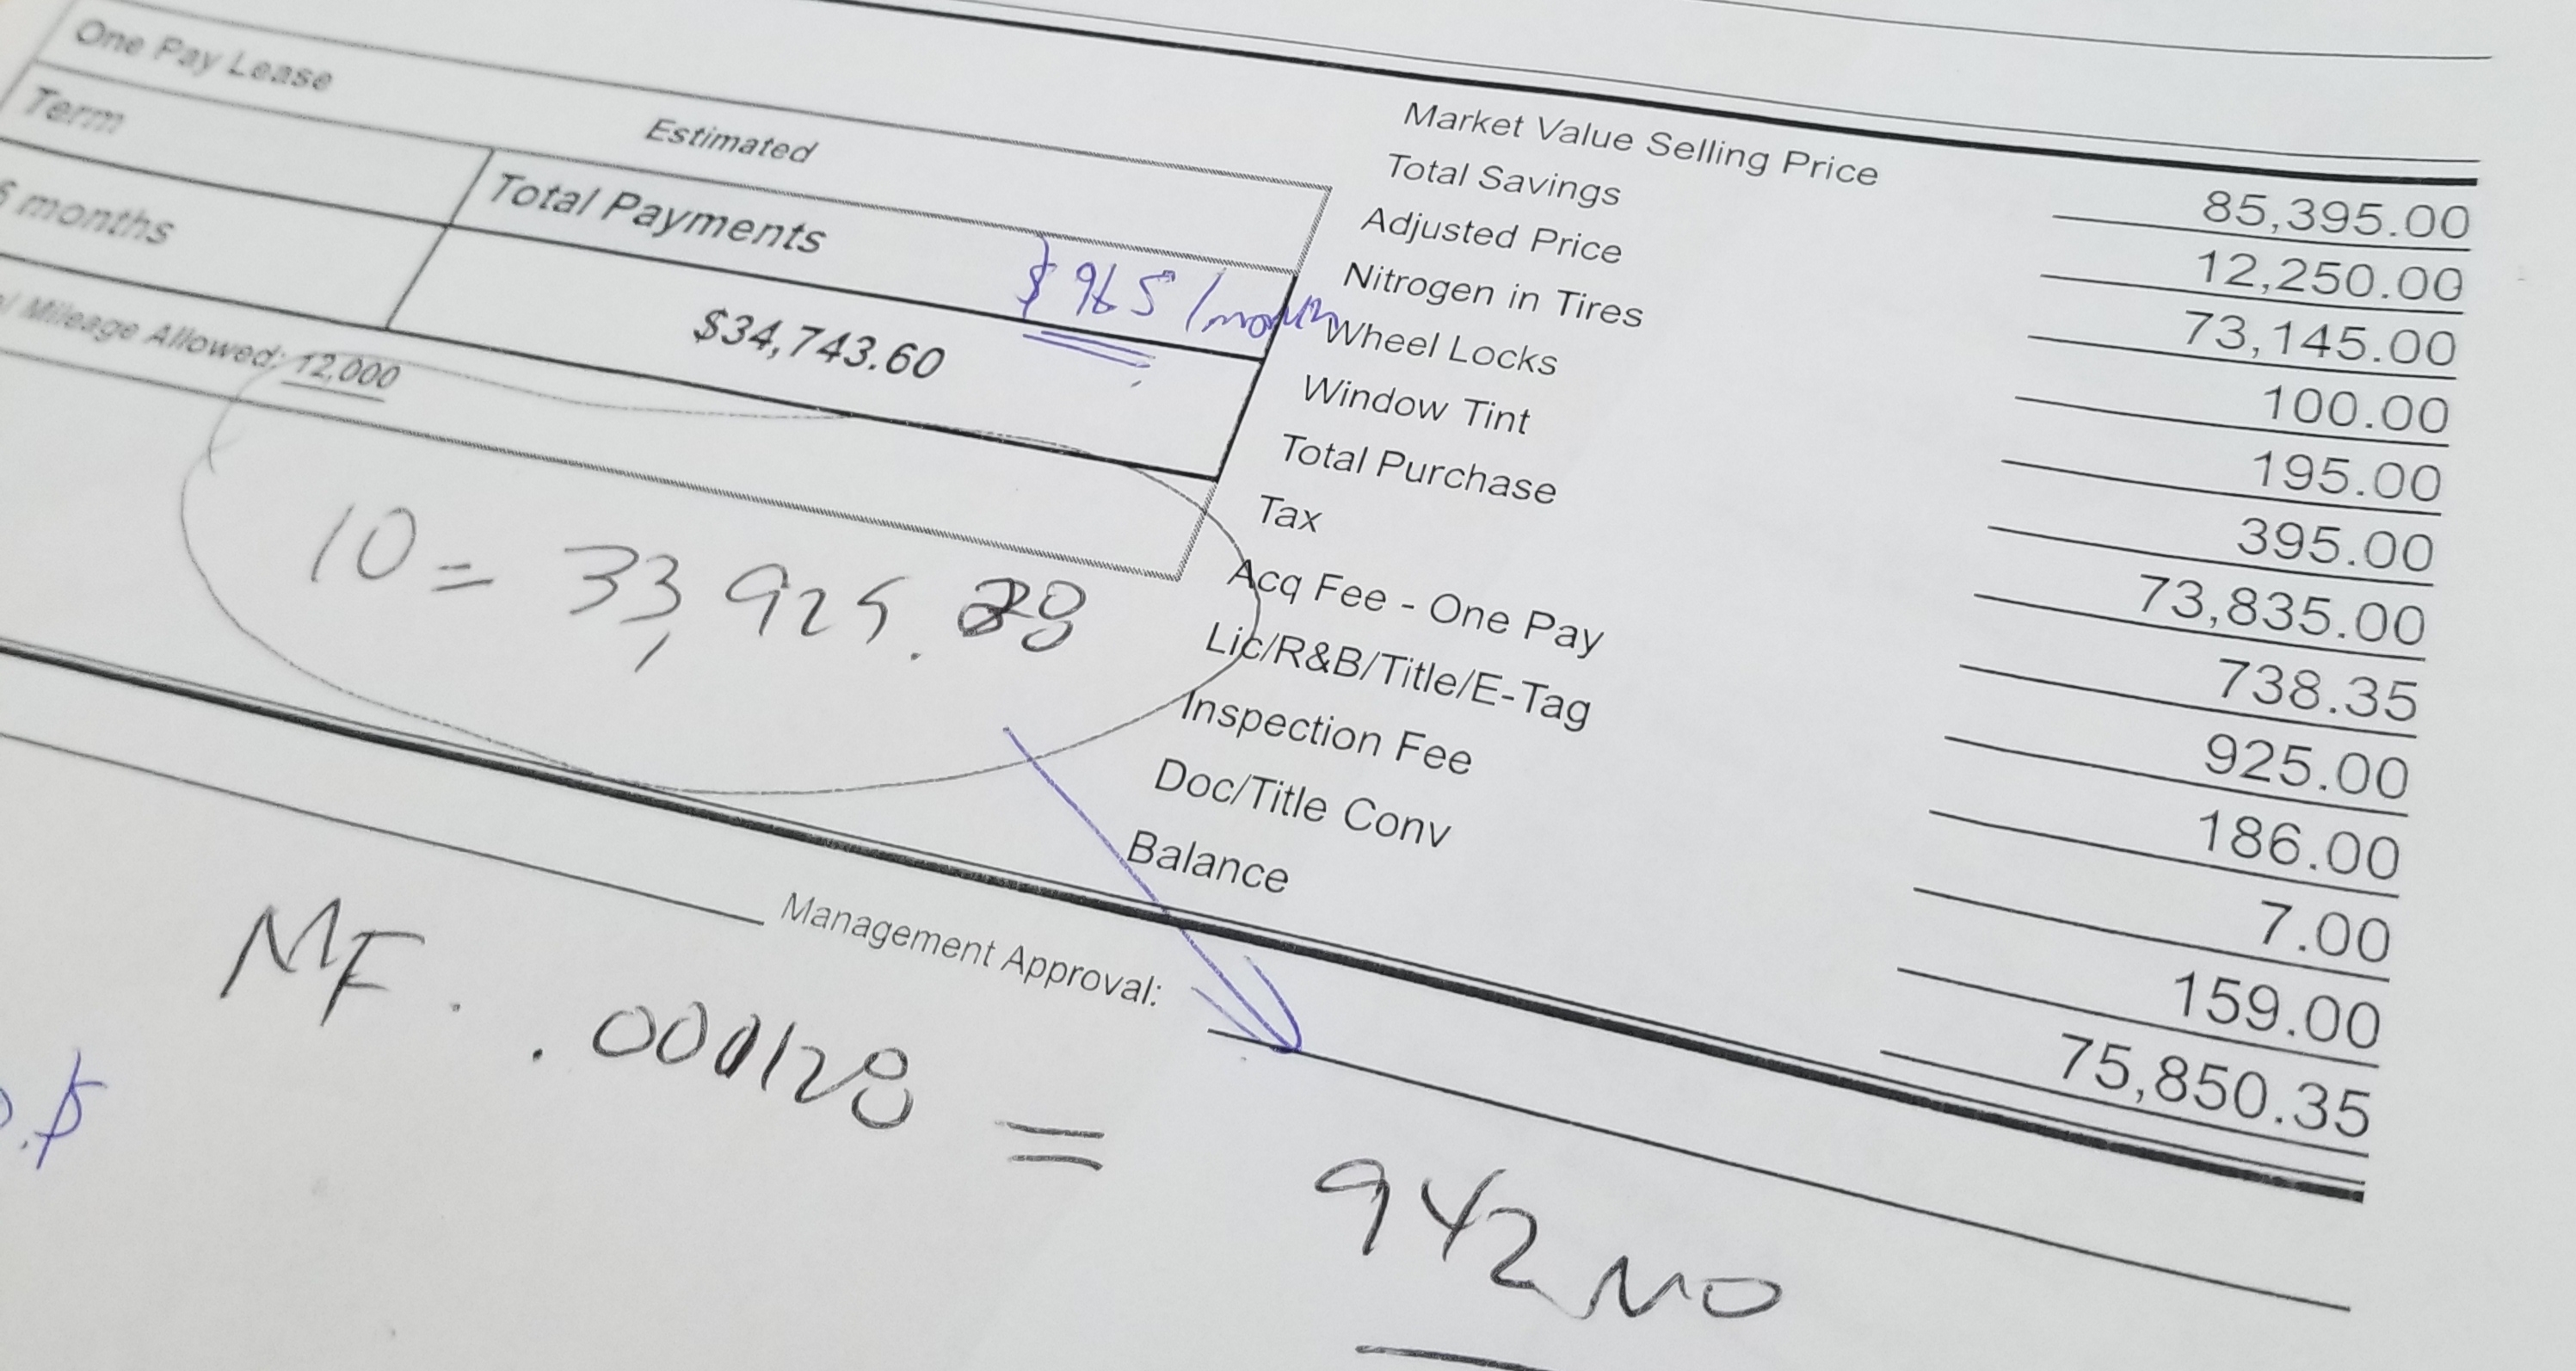 One Pay Lease
Estimated
Term
Total Payments
$965/month
months
$34,743.60
Mileage Allowed: 12,000
10 = 33,925.28
Market Value Selling Price 85,395.00
Total Savings 12,250.00
Adjusted Price 73,145.00
Nitrogen in Tires 100.00
Wheel Locks 195.00
Window Tint 395.00
Total Purchase 73,835.00
Tax 738.35
Acq Fee - One Pay 925.00
Lic/R&B/Title/E-Tag 186.00
Inspection Fee 7.00
Doc/Title Conv 159.00
Balance 75,850.35
Management Approval:
MF. .000128 = 942 MO
.$